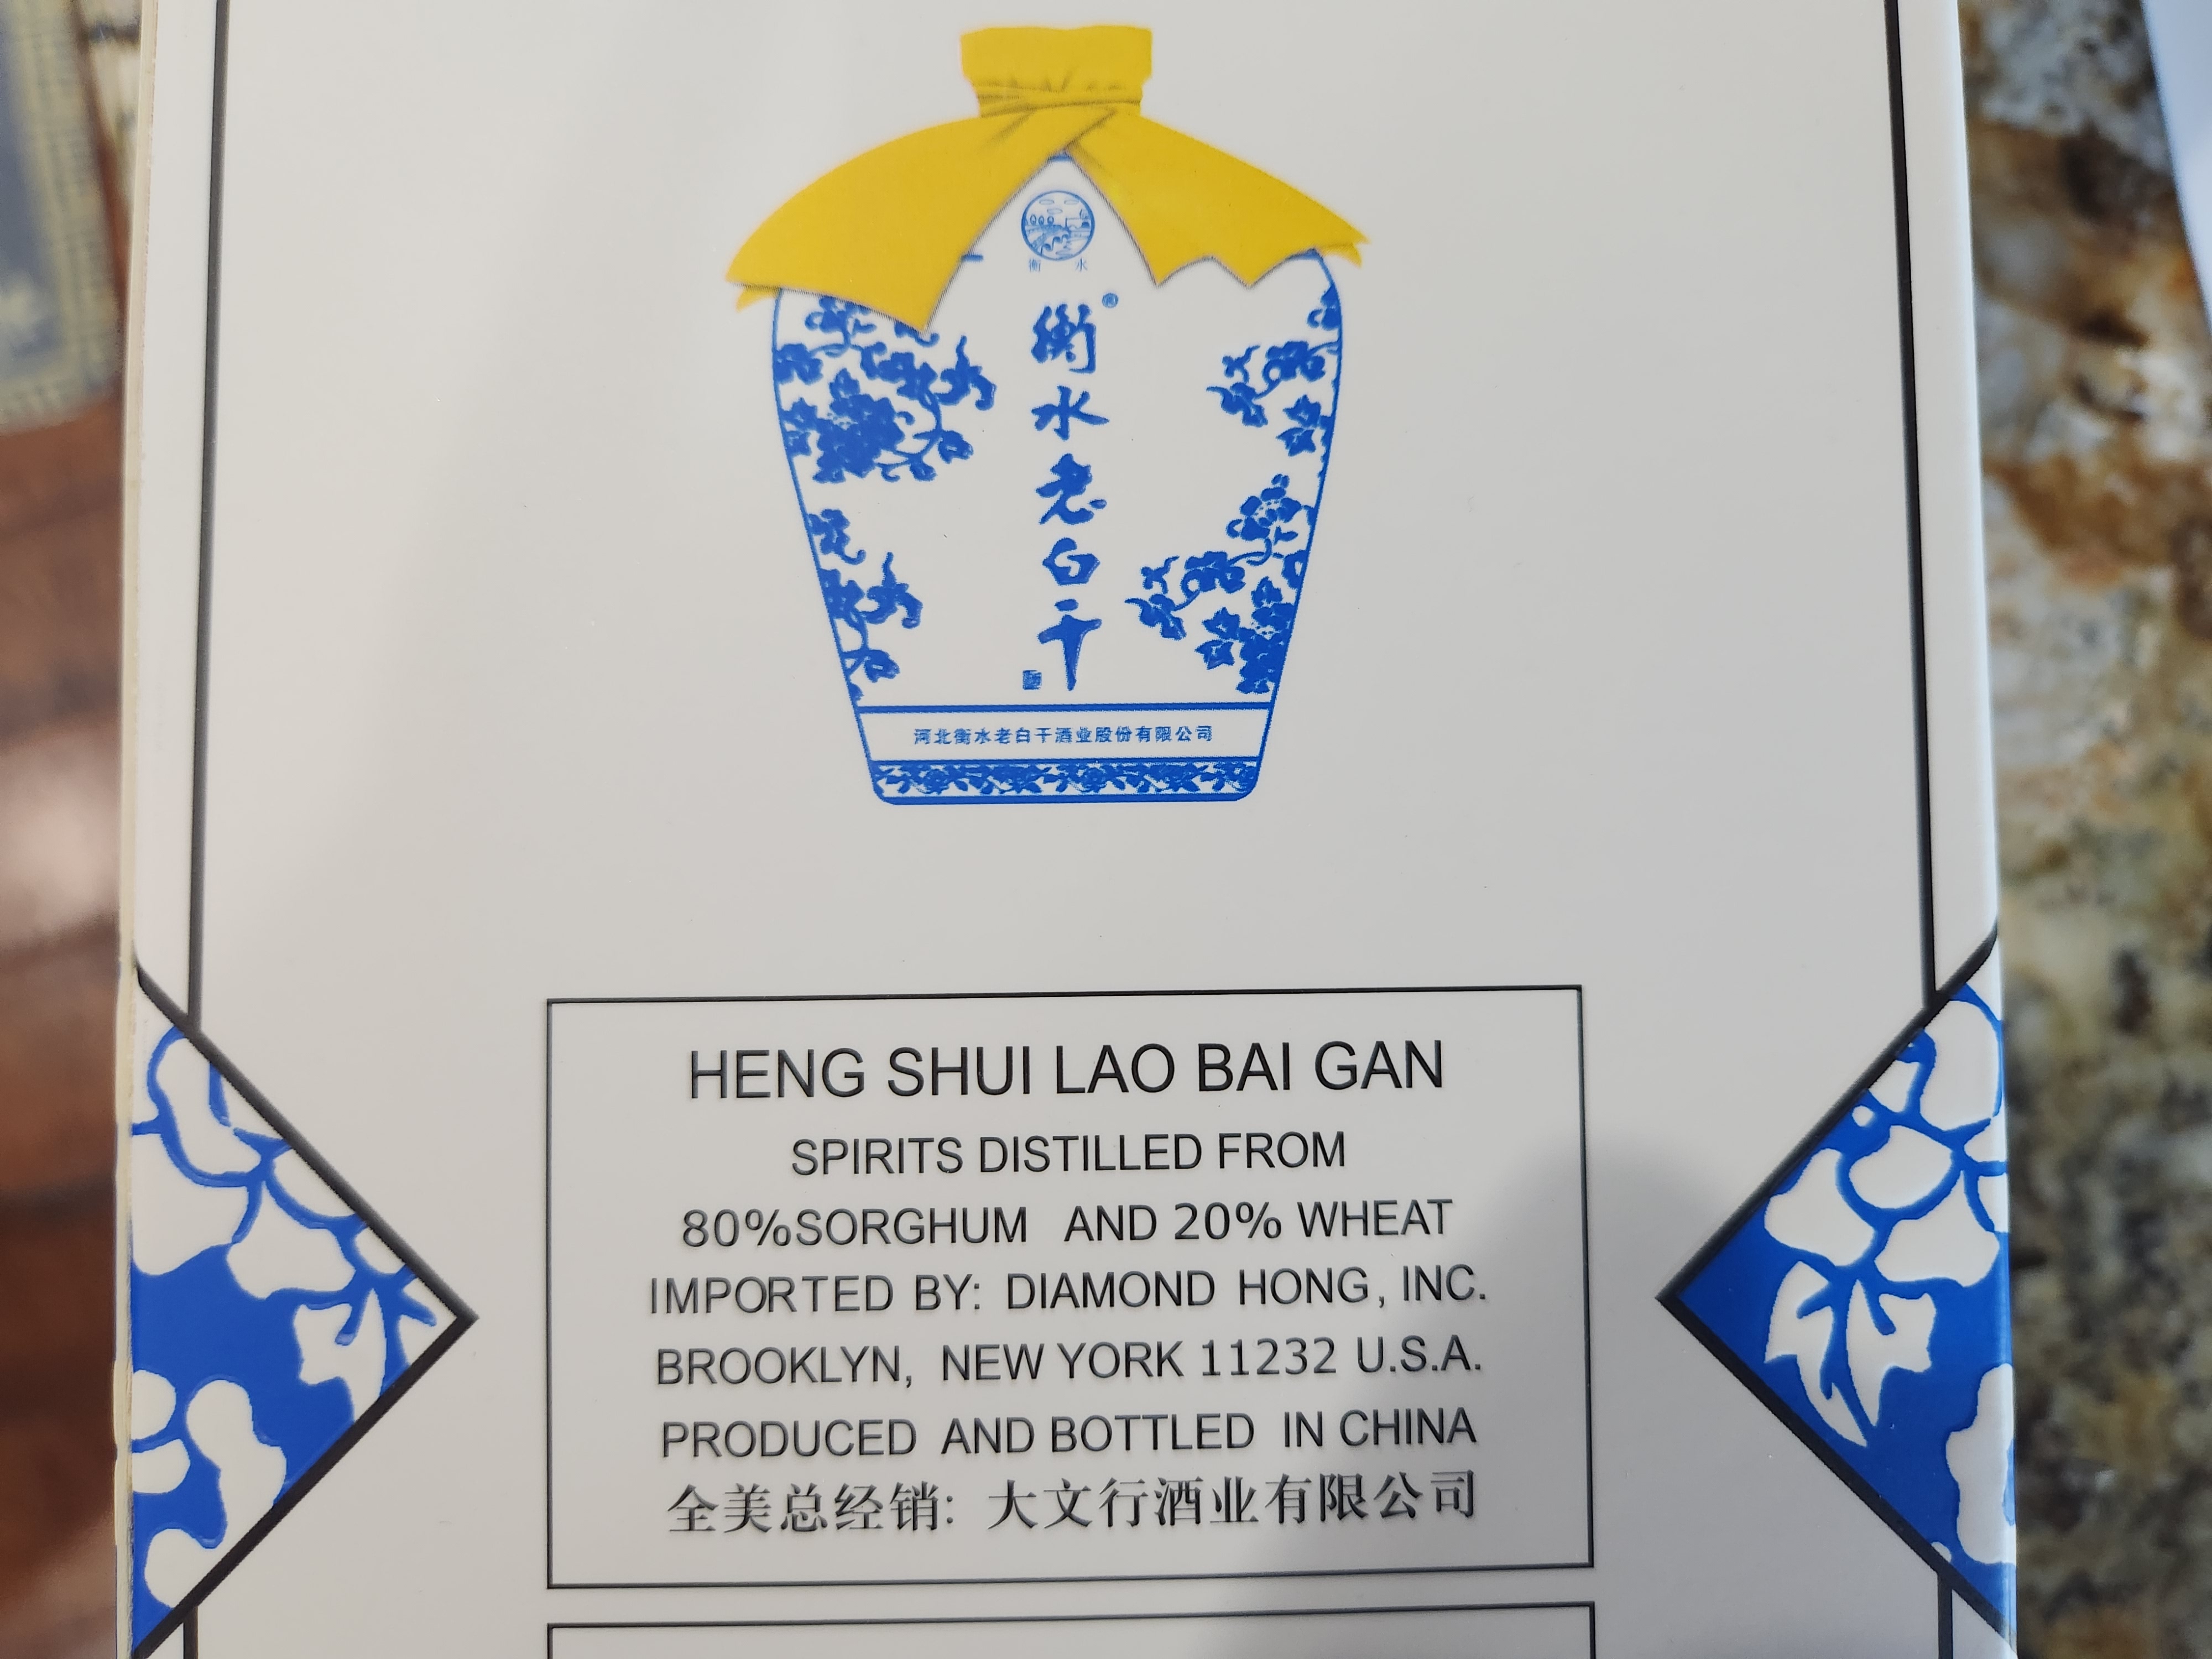 衡 水
衡水老白干®
河北衡水老白干酒业股份有限公司
HENG SHUI LAO BAI GAN
SPIRITS DISTILLED FROM
80%SORGHUM AND 20% WHEAT
IMPORTED BY: DIAMOND HONG, INC.
BROOKLYN, NEW YORK 11232 U.S.A.
PRODUCED AND BOTTLED IN CHINA
全美总经销: 大文行酒业有限公司